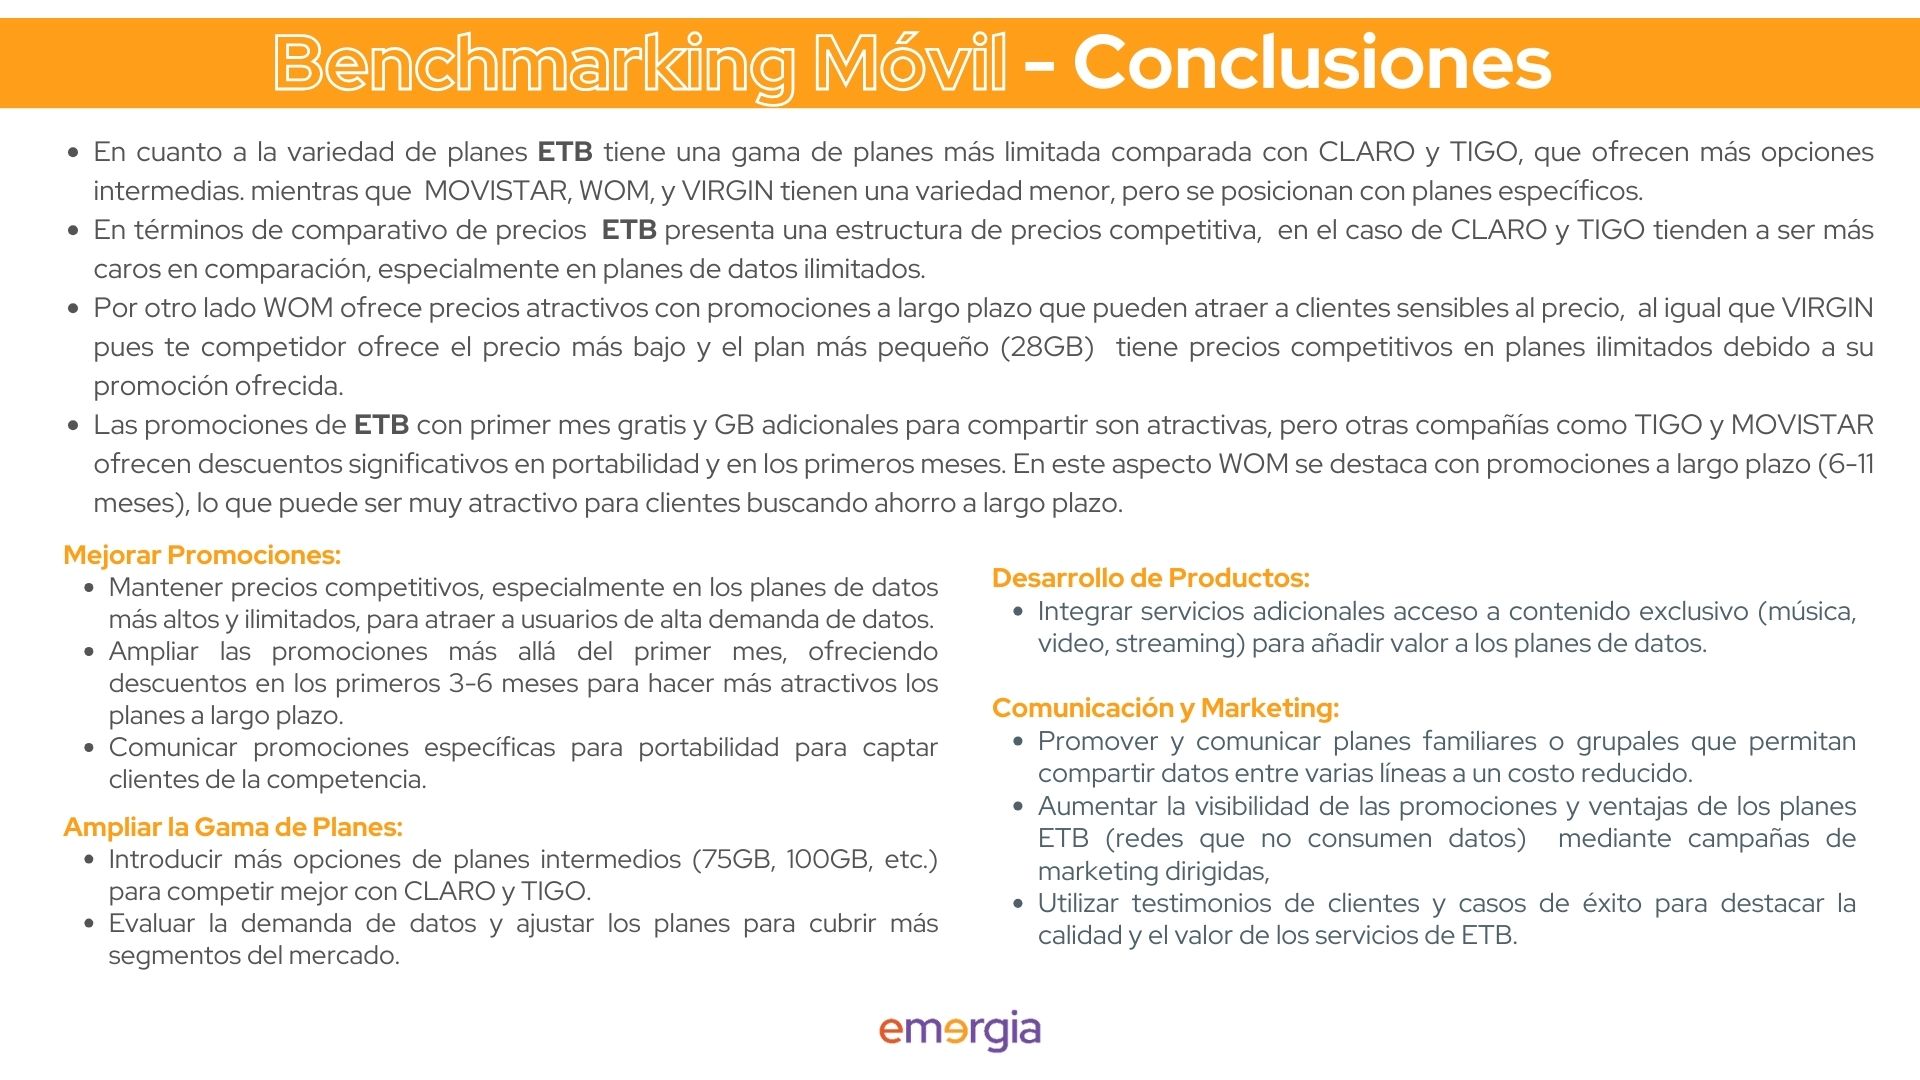 Benchmarking Móvil - Conclusiones
• En cuanto a la variedad de planes ETB tiene una gama de planes más limitada comparada con CLARO y TIGO, que ofrecen más opciones
intermedias. mientras que MOVISTAR, WOM, y VIRGIN tienen una variedad menor, pero se posicionan con planes específicos.
• En términos de comparativo de precios ETB presenta una estructura de precios competitiva, en el caso de CLARO y TIGO tienden a ser más
caros en comparación, especialmente en planes de datos ilimitados.
• Por otro lado WOM ofrece precios atractivos con promociones a largo plazo que pueden atraer a clientes sensibles al precio, al igual que VIRGIN
pues te competidor ofrece el precio más bajo y el plan más pequeño (28GB) tiene precios competitivos en planes ilimitados debido a su
promoción ofrecida.
• Las promociones de ETB con primer mes gratis y GB adicionales para compartir son atractivas, pero otras compañías como TIGO y MOVISTAR
ofrecen descuentos significativos en portabilidad y en los primeros meses. En este aspecto WOM se destaca con promociones a largo plazo (6-11
meses), lo que puede ser muy atractivo para clientes buscando ahorro a largo plazo.
Mejorar Promociones:
• Mantener precios competitivos, especialmente en los planes de datos
más altos y ilimitados, para atraer a usuarios de alta demanda de datos.
• Ampliar las promociones más allá del primer mes, ofreciendo
descuentos en los primeros 3-6 meses para hacer más atractivos los
planes a largo plazo.
• Comunicar promociones específicas para portabilidad para captar
clientes de la competencia.
Ampliar la Gama de Planes:
• Introducir más opciones de planes intermedios (75GB, 100GB, etc.)
para competir mejor con CLARO y TIGO.
• Evaluar la demanda de datos y ajustar los planes para cubrir más
segmentos del mercado.
Desarrollo de Productos:
• Integrar servicios adicionales acceso a contenido exclusivo (música,
video, streaming) para añadir valor a los planes de datos.
Comunicación y Marketing:
• Promover y comunicar planes familiares o grupales que permitan
compartir datos entre varias líneas a un costo reducido.
• Aumentar la visibilidad de las promociones y ventajas de los planes
ETB (redes que no consumen datos) mediante campañas de
marketing dirigidas,
• Utilizar testimonios de clientes y casos de éxito para destacar la
calidad y el valor de los servicios de ETB.
emergia